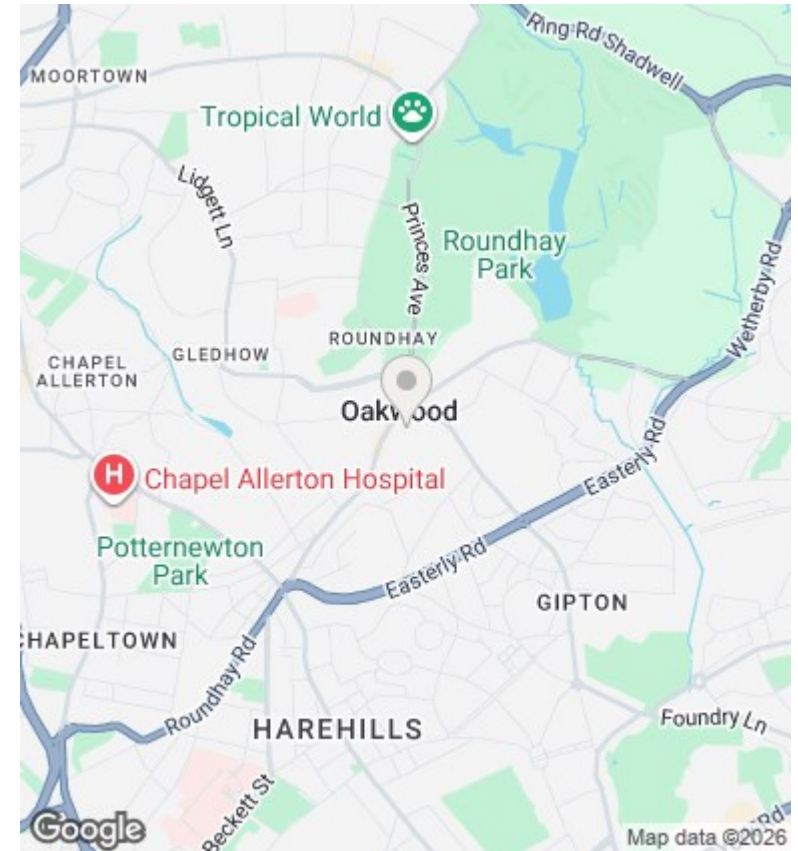 Ring Rd Shadwell
MOORTOWN
Tropical World
Lidgett Ln
Princes Ave
Roundhay
Park
Wetherby Rd
ROUNDHAY
GLEDHOW
CHAPEL
ALLERTON
Oakwood
H
Chapel Allerton Hospital
Easterly Rd
Potternewton
Park
Easterly Rd
GIPTON
HAPELTOWN
Roundhay Rd
Foundry Ln
HAREHILLS
Beckett St
Rd
Google
Map data ©2026